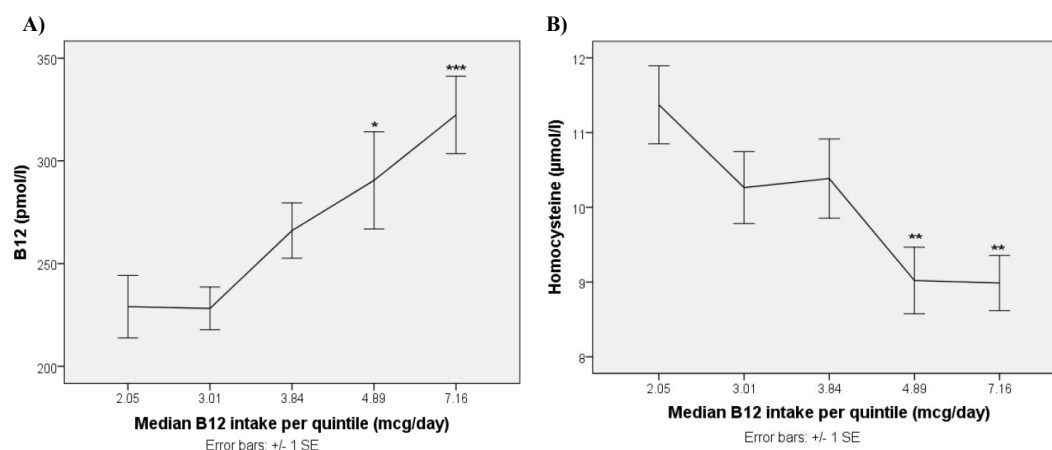 A)
350
300
250
200
B12 (pmol/l)
*
***
2.05 3.01 3.84 4.89 7.16
Median B12 intake per quintile (mcg/day)
Error bars: +/- 1 SE
B)
12
11
10
9
8
Homocysteine (µmol/l)
**
**
2.05 3.01 3.84 4.89 7.16
Median B12 intake per quintile (mcg/day)
Error bars: +/- 1 SE